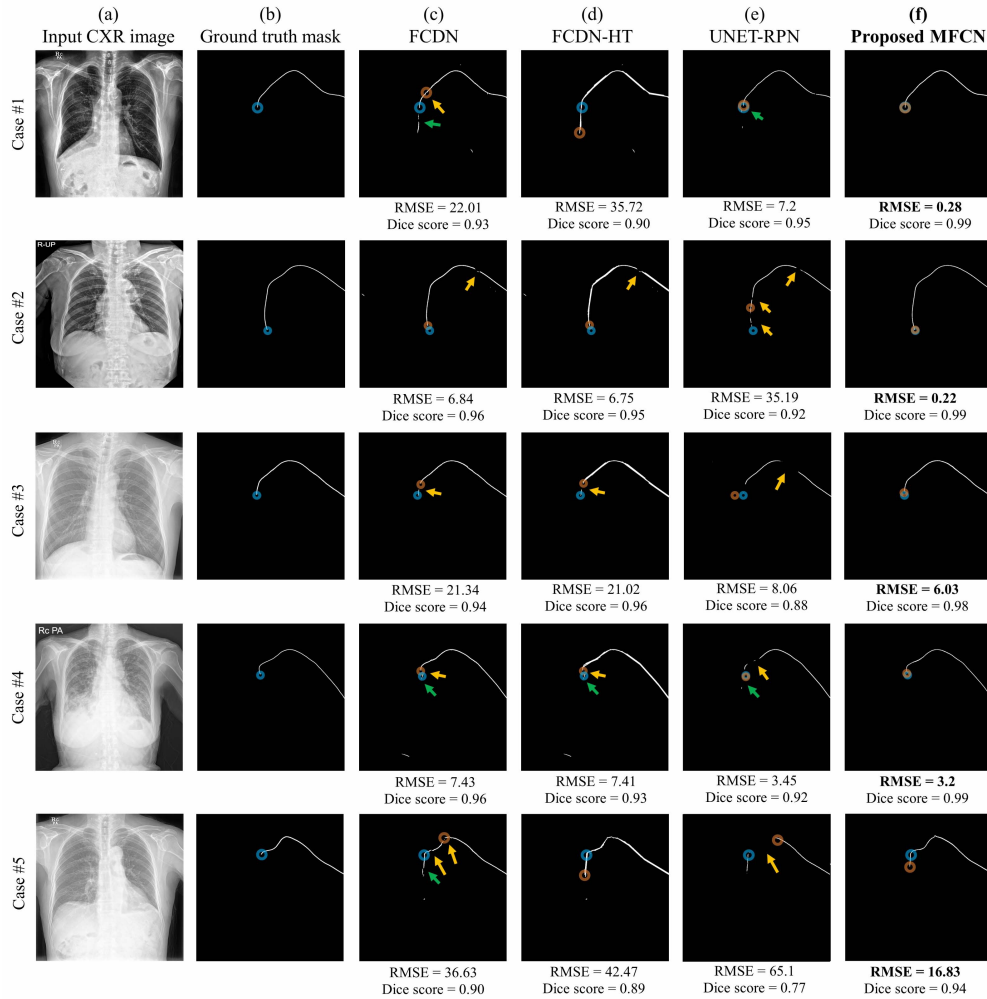 (a) (b) (c) (d) (e) (f)
Input CXR image Ground truth mask FCDN FCDN-HT UNET-RPN Proposed MFCN
Case #1
RMSE = 22.01 RMSE = 35.72 RMSE = 7.2 RMSE = 0.28
Dice score = 0.93 Dice score = 0.90 Dice score = 0.95 Dice score = 0.99
R-UP
Case #2
RMSE = 6.84 RMSE = 6.75 RMSE = 35.19 RMSE = 0.22
Dice score = 0.96 Dice score = 0.95 Dice score = 0.92 Dice score = 0.99
Case #3
RMSE = 21.34 RMSE = 21.02 RMSE = 8.06 RMSE = 6.03
Dice score = 0.94 Dice score = 0.96 Dice score = 0.88 Dice score = 0.98
Rc PA
Case #4
RMSE = 7.43 RMSE = 7.41 RMSE = 3.45 RMSE = 3.2
Dice score = 0.96 Dice score = 0.93 Dice score = 0.92 Dice score = 0.99
Case #5
RMSE = 36.63 RMSE = 42.47 RMSE = 65.1 RMSE = 16.83
Dice score = 0.90 Dice score = 0.89 Dice score = 0.77 Dice score = 0.94